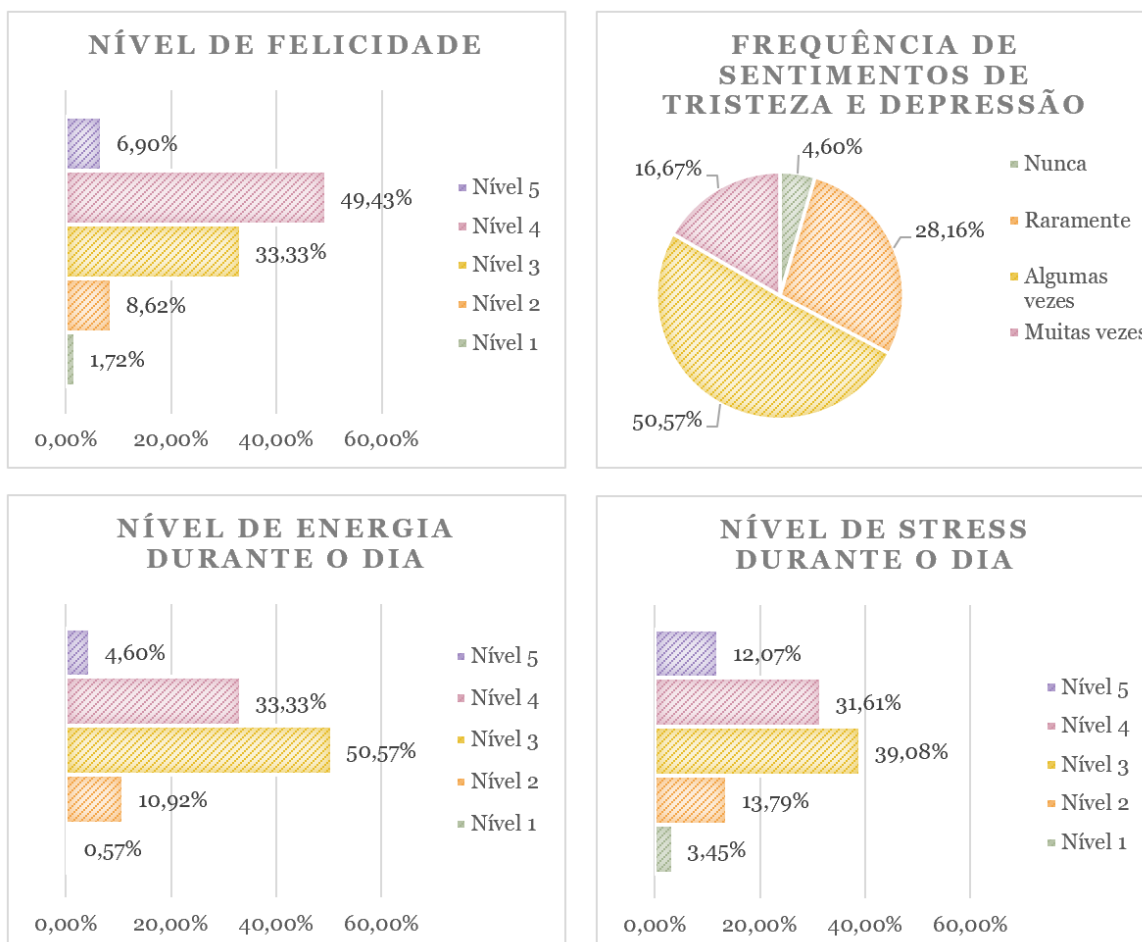 NÍVEL DE FELICIDADE
6,90%
49,43%
33,33%
8,62%
1,72%
0,00% 20,00% 40,00% 60,00%
Nível 5
Nível 4
Nível 3
Nível 2
Nível 1
FREQUÊNCIA DE
SENTIMENTOS DE
TRISTEZA E DEPRESSÃO
4,60%
16,67%
28,16%
50,57%
Nunca
Raramente
Algumas
vezes
Muitas vezes
NÍVEL DE ENERGIA
DURANTE O DIA
4,60%
33,33%
50,57%
10,92%
0,57%
0,00% 20,00% 40,00% 60,00%
Nível 5
Nível 4
Nível 3
Nível 2
Nível 1
NÍVEL DE STRESS
DURANTE O DIA
12,07%
31,61%
39,08%
13,79%
3,45%
0,00% 20,00% 40,00% 60,00%
Nível 5
Nível 4
Nível 3
Nível 2
Nível 1